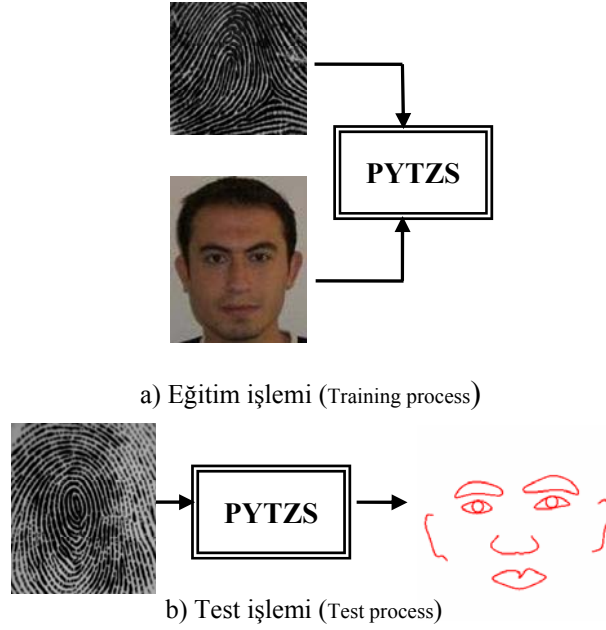 PYTZS
a) Eğitim işlemi (Training process)
PYTZS
b) Test işlemi (Test process)